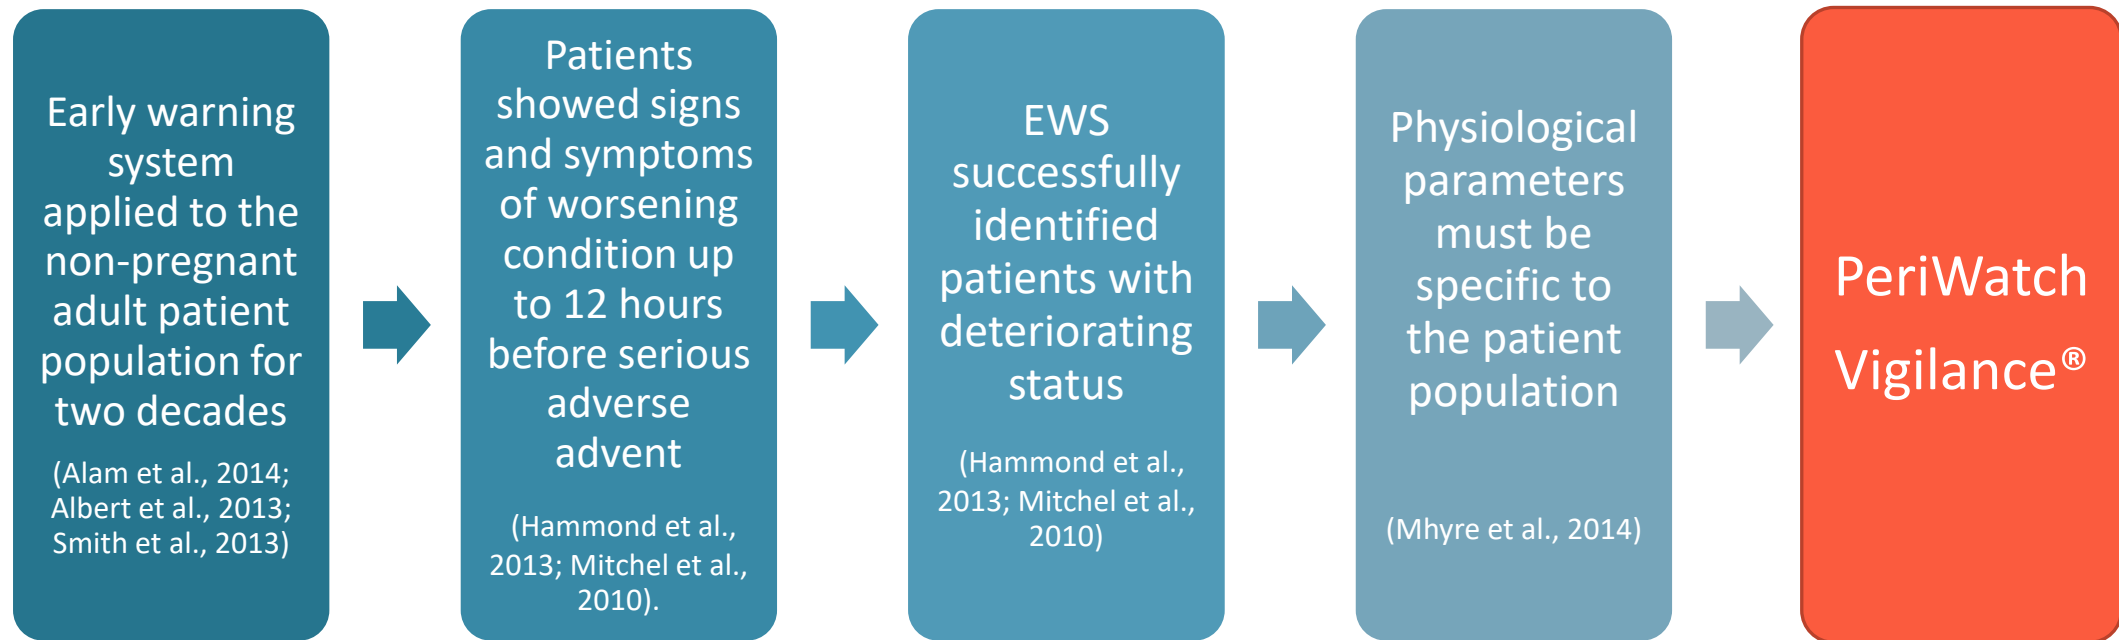 Early warning
system
applied to the
non-pregnant
adult patient
population for
two decades
(Alam et al., 2014;
Albert et al., 2013;
Smith et al., 2013)
Patients
showed signs
and symptoms
of worsening
condition up
to 12 hours
before serious
adverse
advent
(Hammond et al.,
2013; Mitchel et al.,
2010).
EWS
successfully
identified
patients with
deteriorating
status
(Hammond et al.,
2013; Mitchel et al.,
2010)
Physiological
parameters
must be
specific to
the patient
population
(Mhyre et al., 2014)
PeriWatch
Vigilance®